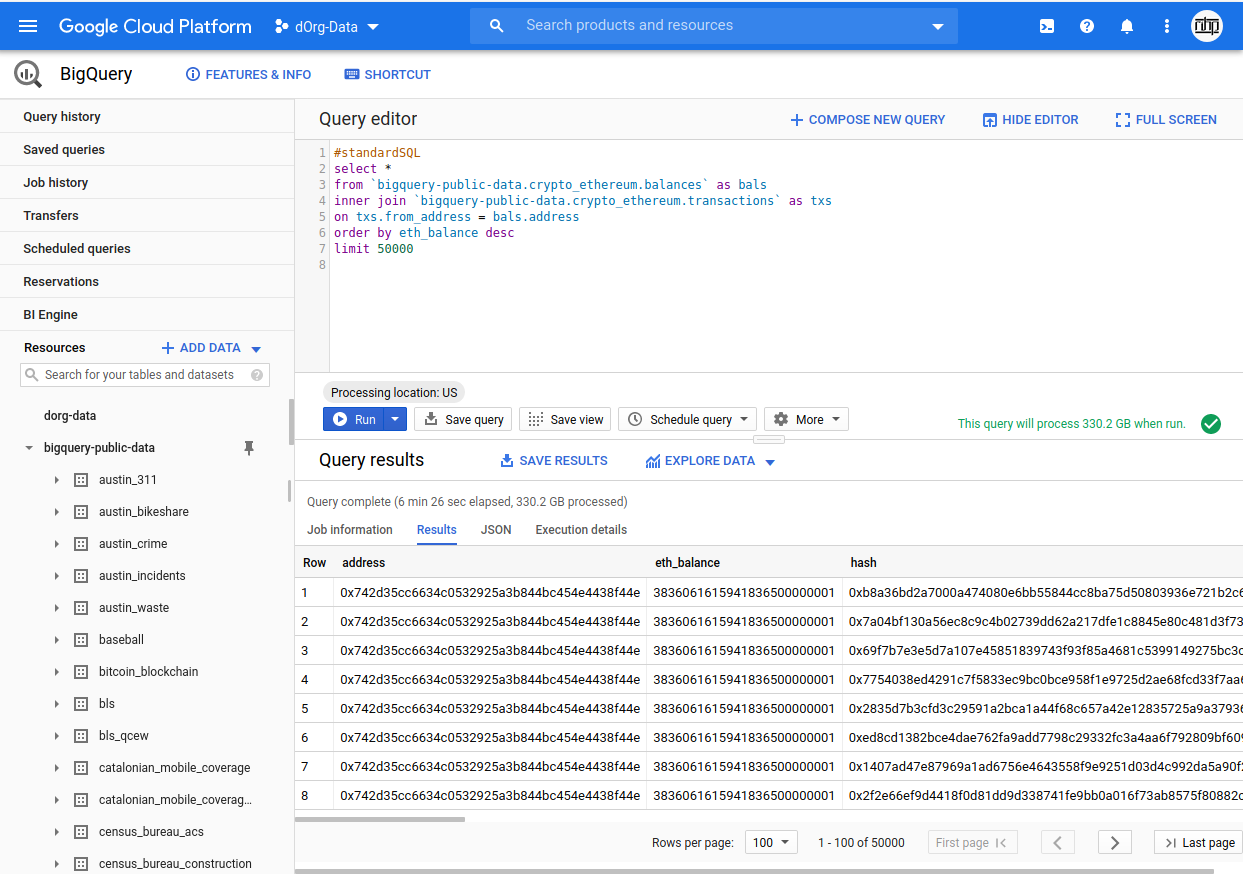 Google Cloud Platform
dOrg-Data
Search products and resources
BigQuery
FEATURES & INFO
SHORTCUT
Query history
Saved queries
Job history
Transfers
Scheduled queries
Reservations
BI Engine
Resources
ADD DATA
Search for your tables and datasets
dorg-data
bigquery-public-data
austin_311
austin_bikeshare
austin_crime
austin_incidents
austin_waste
baseball
bitcoin_blockchain
bls
bls_qcew
catalonian_mobile_coverage
catalonian_mobile_coverag...
census_bureau_acs
census_bureau_construction
Query editor
COMPOSE NEW QUERY
HIDE EDITOR
FULL SCREEN
1 #standardSQL
2 select *
3 from `bigquery-public-data.crypto_ethereum.balances` as bals
4 inner join `bigquery-public-data.crypto_ethereum.transactions` as txs
5 on txs.from_address = bals.address
6 order by eth_balance desc
7 limit 50000
8
Processing location: US
Run
Save query
Save view
Schedule query
More
This query will process 330.2 GB when run.
Query results
SAVE RESULTS
EXPLORE DATA
Query complete (6 min 26 sec elapsed, 330.2 GB processed)
Job information
Results
JSON
Execution details
Row address eth_balance hash
1 0x742d35cc6634c0532925a3b844bc454e4438f44e 3836061615941836500000001 0xb8a36bd2a7000a474080e6bb55844cc8ba75d50803936e721b2c6
2 0x742d35cc6634c0532925a3b844bc454e4438f44e 3836061615941836500000001 0x7a04bf130a56ec8c9c4b02739dd62a217dfe1c8845e80c481d3f73
3 0x742d35cc6634c0532925a3b844bc454e4438f44e 3836061615941836500000001 0x69f7b7e3e5d7a107e45851839743f93f85a4681c5399149275bc3c
4 0x742d35cc6634c0532925a3b844bc454e4438f44e 3836061615941836500000001 0x7754038ed4291c7f5833ec9bc0bce958f1e9725d2ae68fcd33f7aa6
5 0x742d35cc6634c0532925a3b844bc454e4438f44e 3836061615941836500000001 0x2835d7b3cfd3c29591a2bca1a44f68c657a42e12835725a9a37936
6 0x742d35cc6634c0532925a3b844bc454e4438f44e 3836061615941836500000001 0xed8cd1382bce4dae762fa9add7798c29332fc3a4aa6f792809bf609
7 0x742d35cc6634c0532925a3b844bc454e4438f44e 3836061615941836500000001 0x1407ad47e87969a1ad6756e4643558f9e9251d03d4c992da5a90f2
8 0x742d35cc6634c0532925a3b844bc454e4438f44e 3836061615941836500000001 0x2f2e66ef9d4418f0d81dd9d338741fe9bb0a016f73ab8575f80882c
Rows per page: 100 1 - 100 of 50000 First page Last page